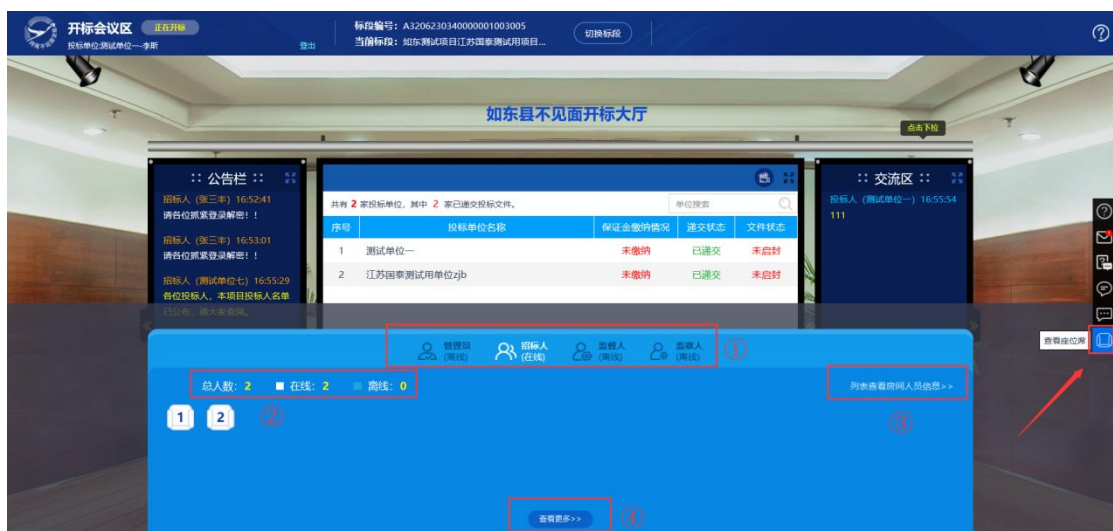 开标会议区 正在开标
投标单位:测试单位一---李斯 登出
标段编号：A3206230340000001003005
当前标段：如东测试项目江苏国泰测试用项目...
切换标段
如东县不见面开标大厅
点击下拉
:: 公告栏 ::
招标人（张三丰）16:52:41
请各位抓紧登录解密！！
招标人（张三丰）16:53:01
请各位抓紧登录解密！！
招标人（测试单位七）16:55:29
各位投标人，本项目投标人名单
已公布，请大家查阅。
共有 2 家投标单位，其中 2 家已递交投标文件。
单位搜索
序号 投标单位名称 保证金缴纳情况 递交状态 文件状态
1 测试单位一 未缴纳 已递交 未启封
2 江苏国泰测试用单位zjb 未缴纳 已递交 未启封
:: 交流区 ::
投标人（测试单位一）16:55:54
111
查看座位席
管理员
(离线)
招标人
(在线)
监督人
(离线)
监察人
(离线)
①
总人数：2 在线：2 离线：0
②
1 2
列表查看房间人员信息>>
③
查看更多>>
④